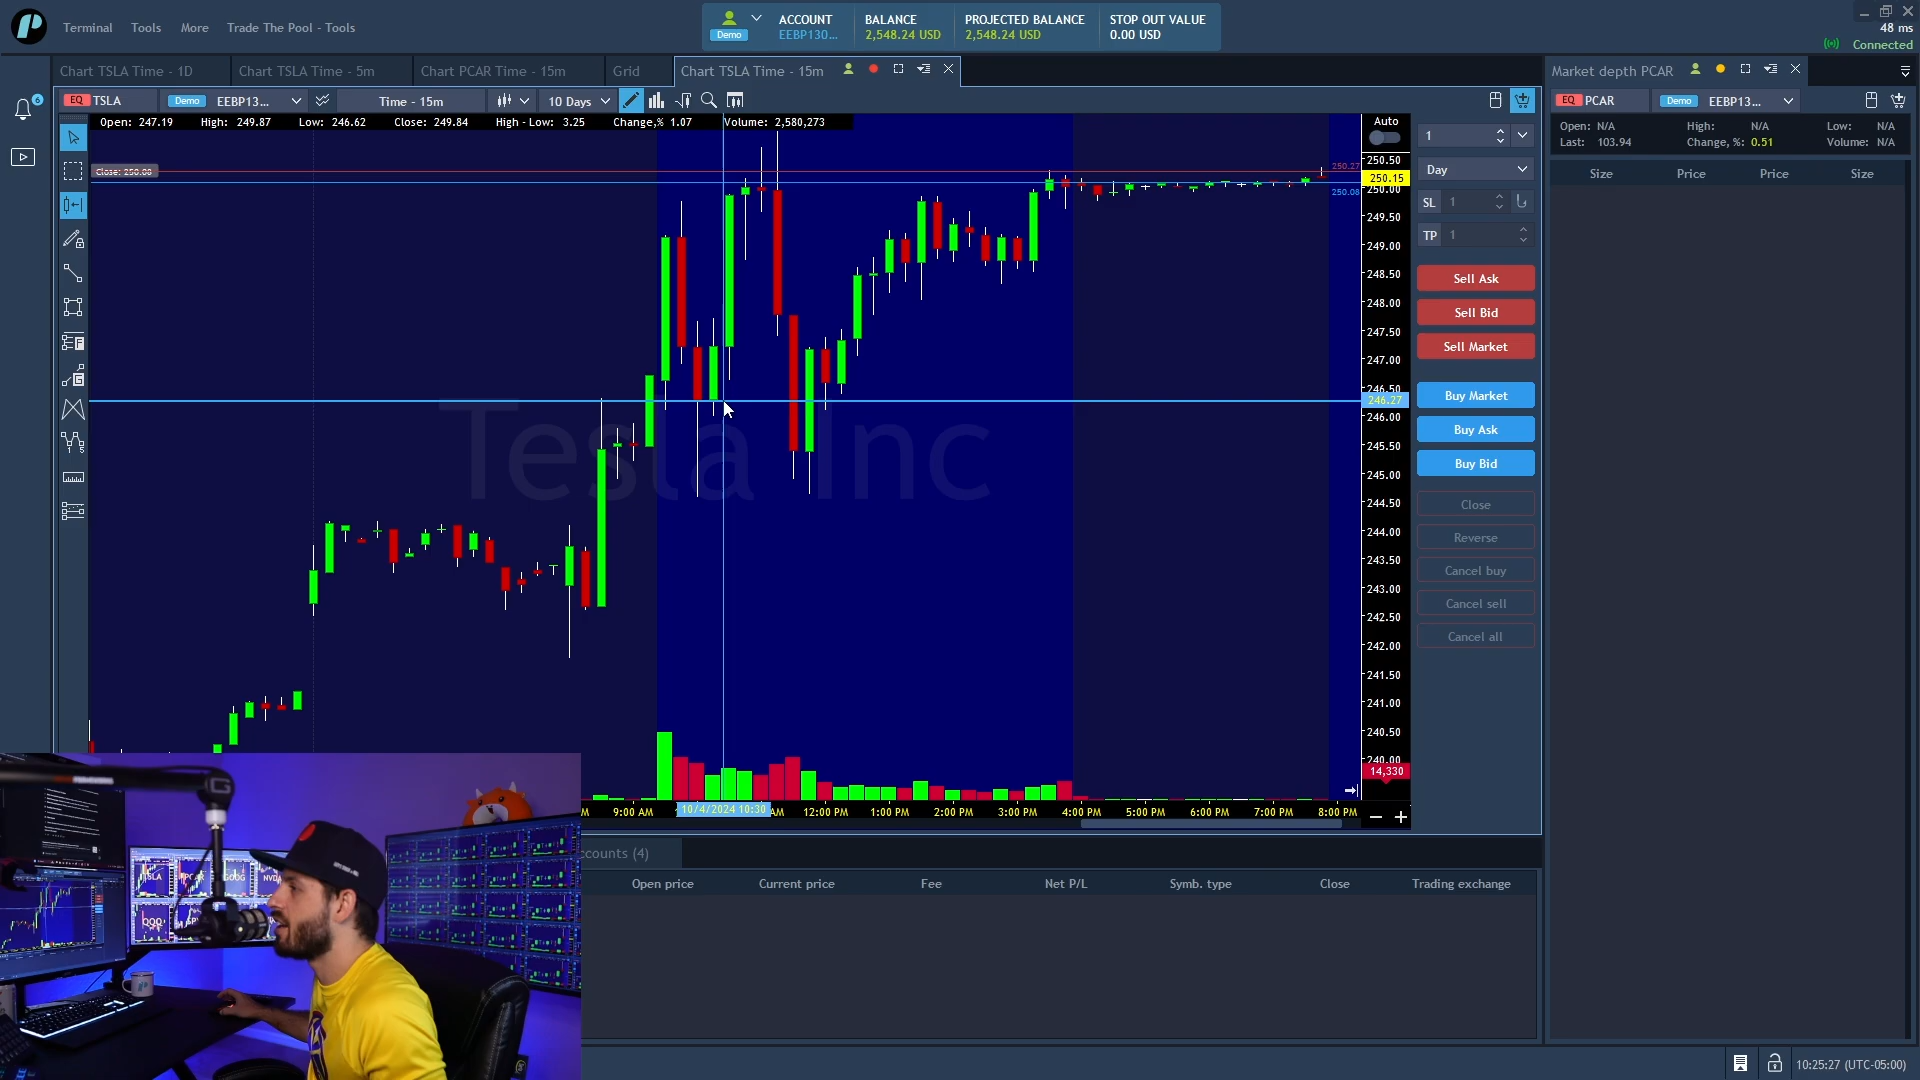 Terminal Tools More Trade The Pool - Tools
Demo
ACCOUNT
EEBP130...
BALANCE
2,548.24 USD
PROJECTED BALANCE
2,548.24 USD
STOP OUT VALUE
0.00 USD
48 ms
Connected
6
Chart TSLA Time - 1D
Chart TSLA Time - 5m
Chart PCAR Time - 15m
Grid
Chart TSLA Time - 15m
Market depth PCAR
EQ TSLA
Demo EEBP13...
Time - 15m
10 Days
EQ PCAR
Demo EEBP13...
Open: 247.19 High: 249.87 Low: 246.62 Close: 249.84 High - Low: 3.25 Change,% 1.07 Volume: 2,580,273
Auto
Open: N/A High: N/A Low: N/A
Last: 103.94 Change, %: 0.51 Volume: N/A
Size Price Price Size
Close: 250.08
250.27
250.08
250.50
250.15
250.00
249.50
249.00
248.50
248.00
247.50
247.00
246.50
246.27
246.00
245.50
245.00
244.50
244.00
243.50
243.00
242.50
242.00
241.50
241.00
240.50
240.00
14,330
Tesla Inc
1
Day
SL 1
TP 1
Sell Ask
Sell Bid
Sell Market
Buy Market
Buy Ask
Buy Bid
Close
Reverse
Cancel buy
Cancel sell
Cancel all
M 9:00 AM 10/4/2024 10:30 AM 12:00 PM 1:00 PM 2:00 PM 3:00 PM 4:00 PM 5:00 PM 6:00 PM 7:00 PM 8:00 PM
ccounts (4)
Open price Current price Fee Net P/L Symb. type Close Trading exchange
TSLA PCAR GOOG NVDA
QQQ
10:25:27 (UTC-05:00)